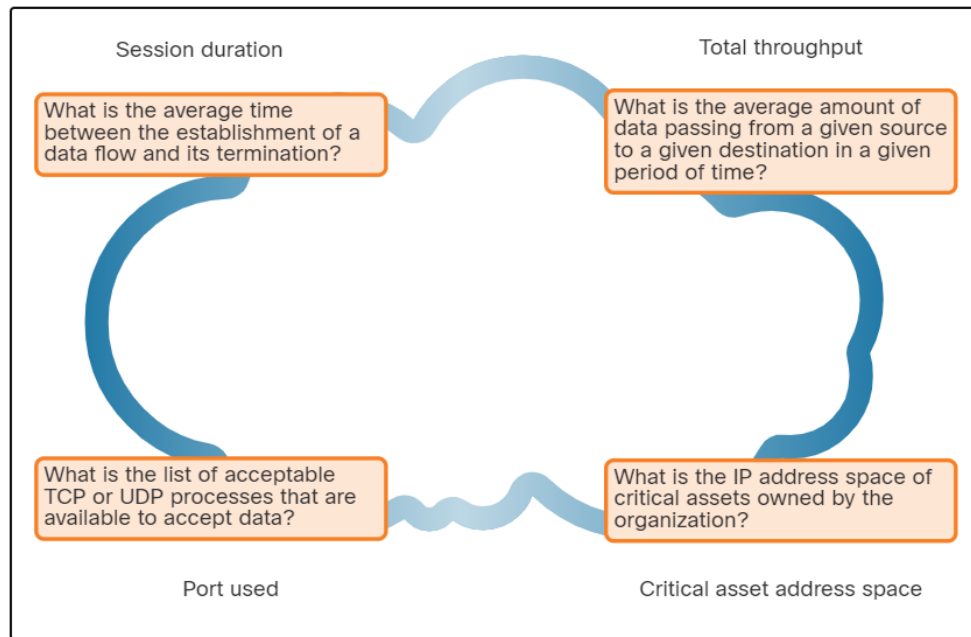 Session duration
What is the average time
between the establishment of a
data flow and its termination?
Total throughput
What is the average amount of
data passing from a given source
to a given destination in a given
period of time?
What is the list of acceptable
TCP or UDP processes that are
available to accept data?
Port used
What is the IP address space of
critical assets owned by the
organization?
Critical asset address space